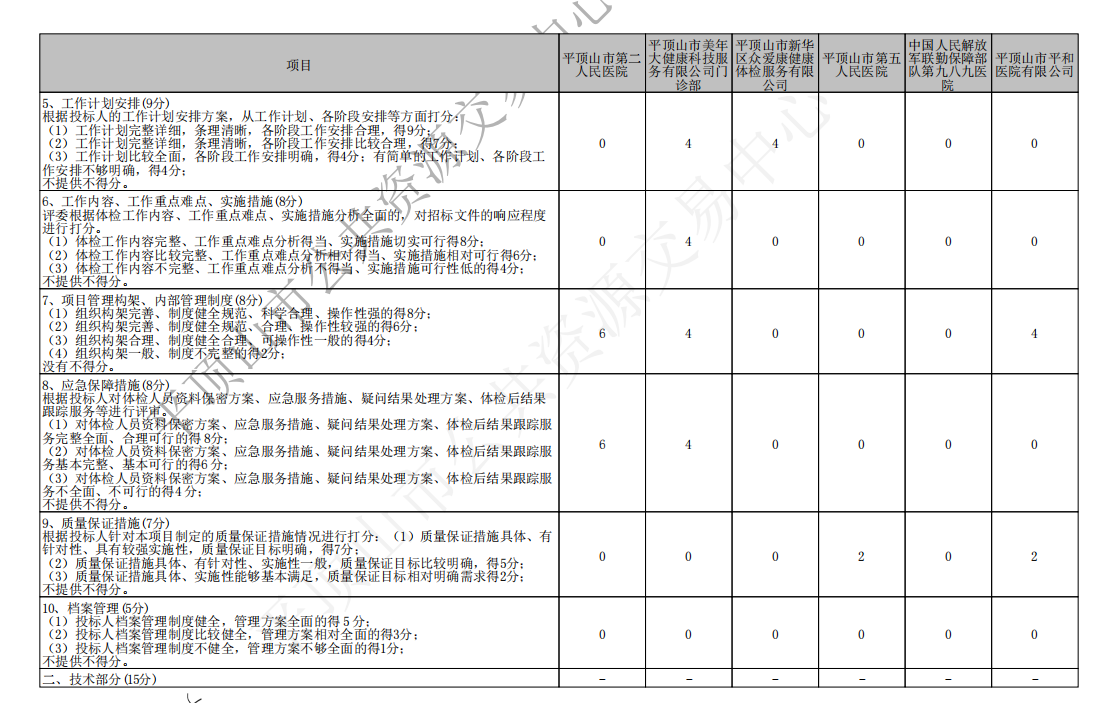 项目
平顶山市第二
人民医院
平顶山市美年
大健康科技服
务有限公司门
诊部
平顶山市新华
区众爱康健康
体检服务有限
公司
平顶山市第五
人民医院
中国人民解放
军联勤保障部
队第九八九医
院
平顶山市平和
医院有限公司
5、工作计划安排(9分)
根据投标人的工作计划安排方案，从工作计划、各阶段安排等方面打分：
（1）工作计划完整详细，条理清晰，各阶段工作安排合理，得9分；
（2）工作计划完整详细，条理清晰，各阶段工作安排比较合理，得7分；
（3）工作计划比较全面，各阶段工作安排明确，得4分；有简单的工作计划、各阶段工
作安排不够明确，得4分；
不提供不得分。
0 4 4 0 0 0
6、工作内容、工作重点难点、实施措施(8分)
评委根据体检工作内容、工作重点难点、实施措施分析全面的，对招标文件的响应程度
进行打分。
（1）体检工作内容完整、工作重点难点分析得当、实施措施切实可行得8分；
（2）体检工作内容比较完整、工作重点难点分析相对得当、实施措施相对可行得6分；
（3）体检工作内容不完整、工作重点难点分析不得当、实施措施可行性低的得4分；
不提供不得分。
0 4 0 0 0 0
7、项目管理构架、内部管理制度(8分)
（1）组织构架完善、制度健全规范、科学合理、操作性强的得8分；
（2）组织构架完善、制度健全规范、合理、操作性较强的得6分；
（3）组织构架合理、制度健全合理、可操作性一般的得4分；
（4）组织构架一般、制度不完整的得2分；
没有不得分。
6 4 0 0 0 4
8、应急保障措施(8分)
根据投标人对体检人员资料保密方案、应急服务措施、疑问结果处理方案、体检后结果
跟踪服务等进行评审。
（1）对体检人员资料保密方案、应急服务措施、疑问结果处理方案、体检后结果跟踪服
务完整全面、合理可行的得 8分；
（2）对体检人员资料保密方案、应急服务措施、疑问结果处理方案、体检后结果跟踪服
务基本完整、基本可行的得6 分；
（3）对体检人员资料保密方案、应急服务措施、疑问结果处理方案、体检后结果跟踪服
务不全面、不可行的得4 分；
不提供不得分。
6 4 0 0 0 0
9、质量保证措施(7分)
根据投标人针对本项目制定的质量保证措施情况进行打分：（1）质量保证措施具体、有
针对性、具有较强实施性，质量保证目标明确，得7分；
（2）质量保证措施具体、有针对性、实施性一般，质量保证目标比较明确，得5分；
（3）质量保证措施具体、实施性能够基本满足，质量保证目标相对明确需求得2分；
不提供不得分。
0 0 0 2 0 2
10、档案管理(5分)
（1）投标人档案管理制度健全，管理方案全面的得 5 分；
（2）投标人档案管理制度比较健全，管理方案相对全面的得3分；
（3）投标人档案管理制度不健全，管理方案不够全面的得1分；
不提供不得分。
0 0 0 0 0 0
二、技术部分(15分)
- - - - - -
平顶山市公共资源交易中心
平顶山市公共资源交易中心